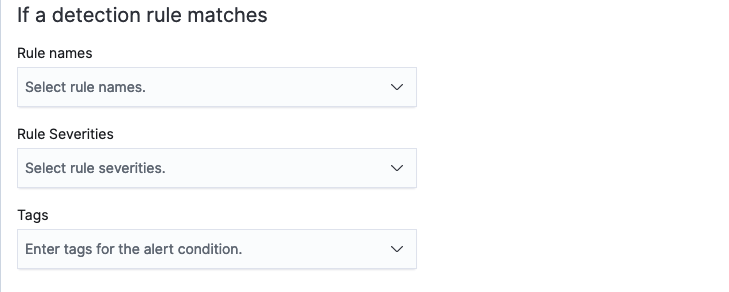 If a detection rule matches
Rule names
Select rule names.
Rule Severities
Select rule severities.
Tags
Enter tags for the alert condition.